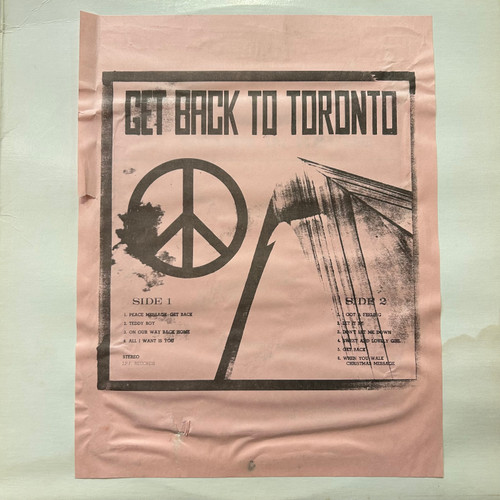 GET BACK TO TORONTO
SIDE 1
1. PEACE MESSAGE-GET BACK
2. TEDDY BOY
3. ON OUR WAY BACK HOME
4. ALL I WANT IS YOU
STEREO
RECORDS
SIDE 2
1. I GOT A FEELING
2. LET IT BE
3. DON'T LET ME DOWN
4. SWEET AND LOVELY GIRL
5. GET BACK
6. WHEN YOU WALK
CHRISTMAS MESSAGE